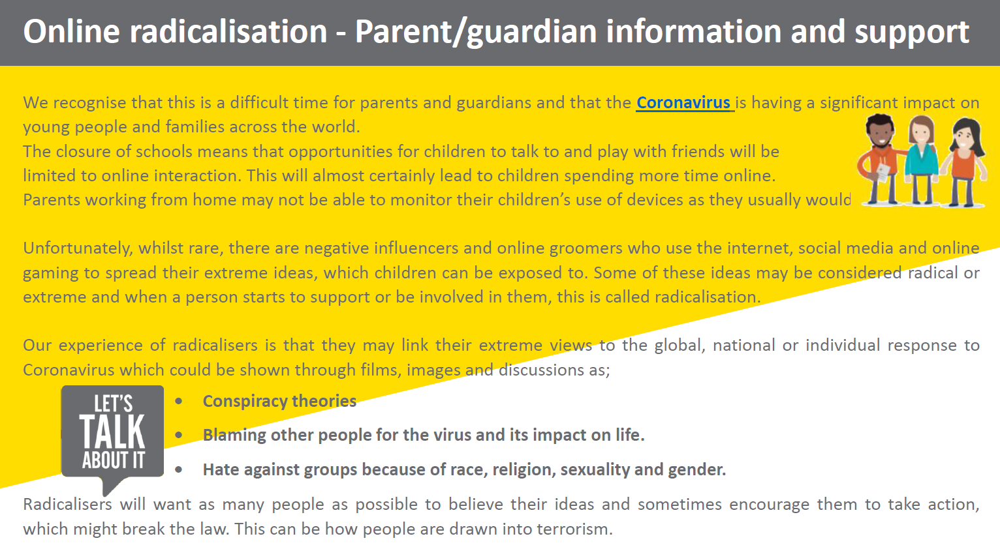 Online radicalisation - Parent/guardian information and support
We recognise that this is a difficult time for parents and guardians and that the Coronavirus is having a significant impact on
young people and families across the world.
The closure of schools means that opportunities for children to talk to and play with friends will be
limited to online interaction. This will almost certainly lead to children spending more time online.
Parents working from home may not be able to monitor their children’s use of devices as they usually would
Unfortunately, whilst rare, there are negative influencers and online groomers who use the internet, social media and online
gaming to spread their extreme ideas, which children can be exposed to. Some of these ideas may be considered radical or
extreme and when a person starts to support or be involved in them, this is called radicalisation.
Our experience of radicalisers is that they may link their extreme views to the global, national or individual response to
Coronavirus which could be shown through films, images and discussions as;
LET'S
TALK
ABOUT IT
• Conspiracy theories
• Blaming other people for the virus and its impact on life.
• Hate against groups because of race, religion, sexuality and gender.
Radicalisers will want as many people as possible to believe their ideas and sometimes encourage them to take action,
which might break the law. This can be how people are drawn into terrorism.